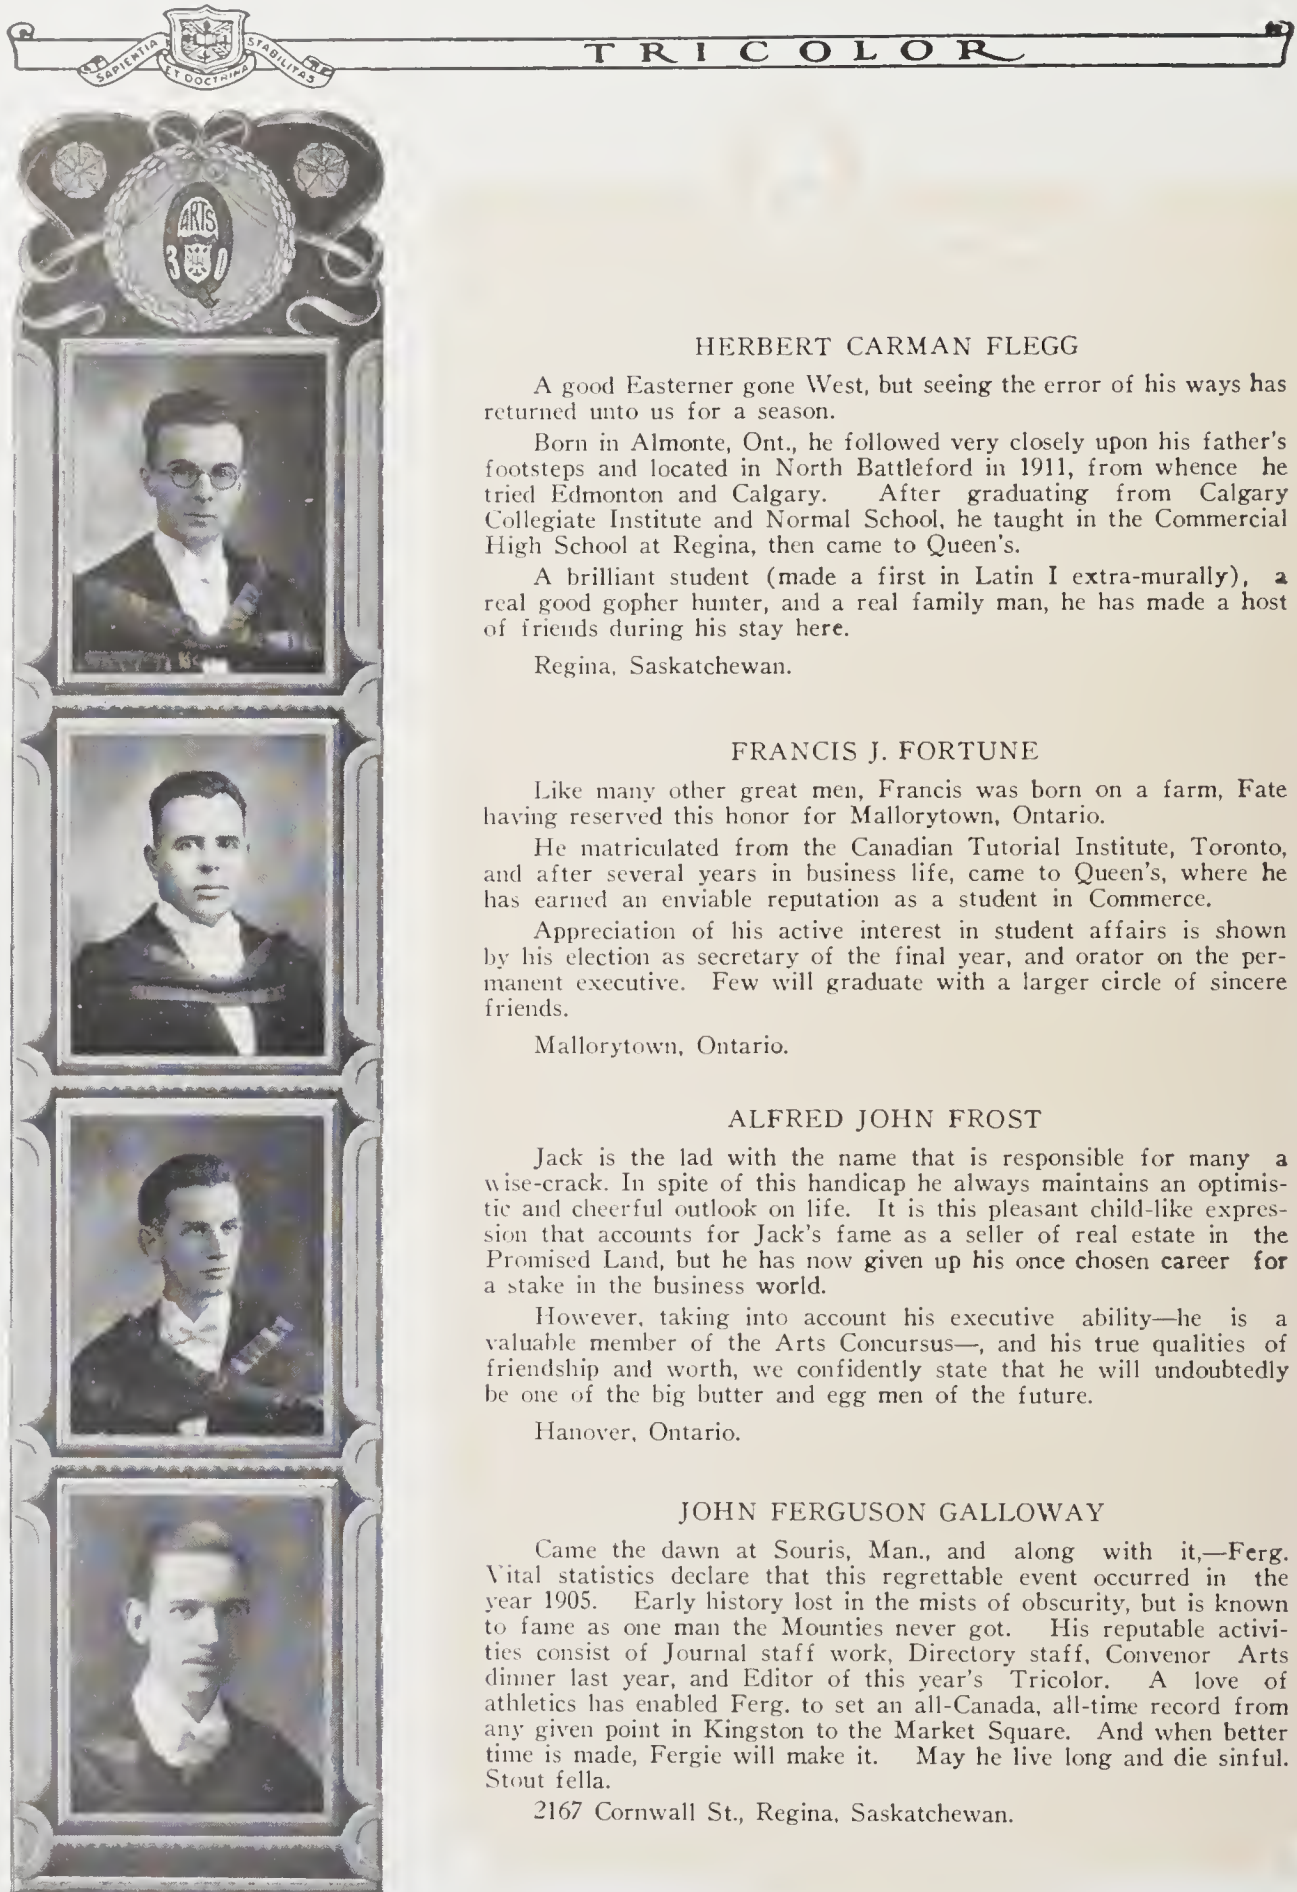 SAPIENTIA ET DOCTRINA STABILITAS
TRICOLOR
ARTS
30
Q
HERBERT CARMAN FLEGG
A good Easterner gone West, but seeing the error of his ways has
returned unto us for a season.
Born in Almonte, Ont., he followed very closely upon his father's
footsteps and located in North Battleford in 1911, from whence he
tried Edmonton and Calgary. After graduating from Calgary
Collegiate Institute and Normal School, he taught in the Commercial
High School at Regina, then came to Queen's.
A brilliant student (made a first in Latin I extra-murally), a
real good gopher hunter, and a real family man, he has made a host
of friends during his stay here.
Regina, Saskatchewan.
FRANCIS J. FORTUNE
Like many other great men, Francis was born on a farm, Fate
having reserved this honor for Mallorytown, Ontario.
He matriculated from the Canadian Tutorial Institute, Toronto,
and after several years in business life, came to Queen's, where he
has earned an enviable reputation as a student in Commerce.
Appreciation of his active interest in student affairs is shown
by his election as secretary of the final year, and orator on the per-
manent executive. Few will graduate with a larger circle of sincere
friends.
Mallorytown, Ontario.
ALFRED JOHN FROST
Jack is the lad with the name that is responsible for many a
wise-crack. In spite of this handicap he always maintains an optimis-
tic and cheerful outlook on life. It is this pleasant child-like expres-
sion that accounts for Jack's fame as a seller of real estate in the
Promised Land, but he has now given up his once chosen career for
a stake in the business world.
However, taking into account his executive ability—he is a
valuable member of the Arts Concursus—, and his true qualities of
friendship and worth, we confidently state that he will undoubtedly
be one of the big butter and egg men of the future.
Hanover, Ontario.
JOHN FERGUSON GALLOWAY
Came the dawn at Souris, Man., and along with it,—Ferg.
Vital statistics declare that this regrettable event occurred in the
year 1905. Early history lost in the mists of obscurity, but is known
to fame as one man the Mounties never got. His reputable activi-
ties consist of Journal staff work, Directory staff, Convenor Arts
dinner last year, and Editor of this year's Tricolor. A love of
athletics has enabled Ferg. to set an all-Canada, all-time record from
any given point in Kingston to the Market Square. And when better
time is made, Fergie will make it. May he live long and die sinful.
Stout fella.
2167 Cornwall St., Regina, Saskatchewan.